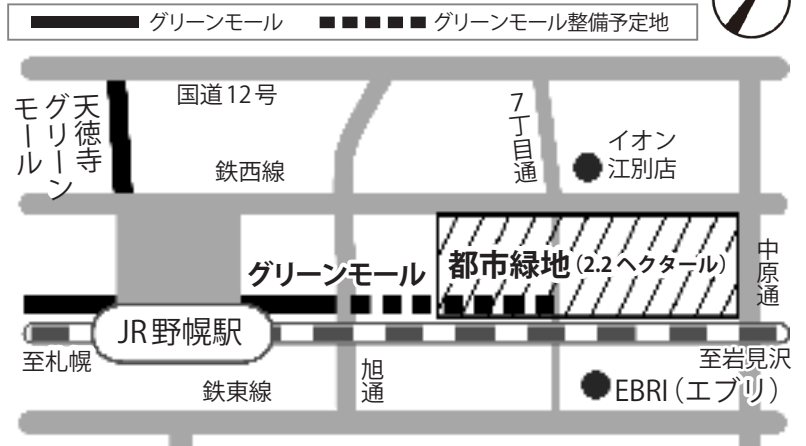 グリーンモール
グリーンモール整備予定地
国道12号
天徳寺
グリーン
モール
7丁目通
イオン
江別店
鉄西線
グリーンモール
都市緑地(2.2ヘクタール)
中原通
JR野幌駅
至札幌
至岩見沢
鉄東線
旭通
EBRI(エブリ)